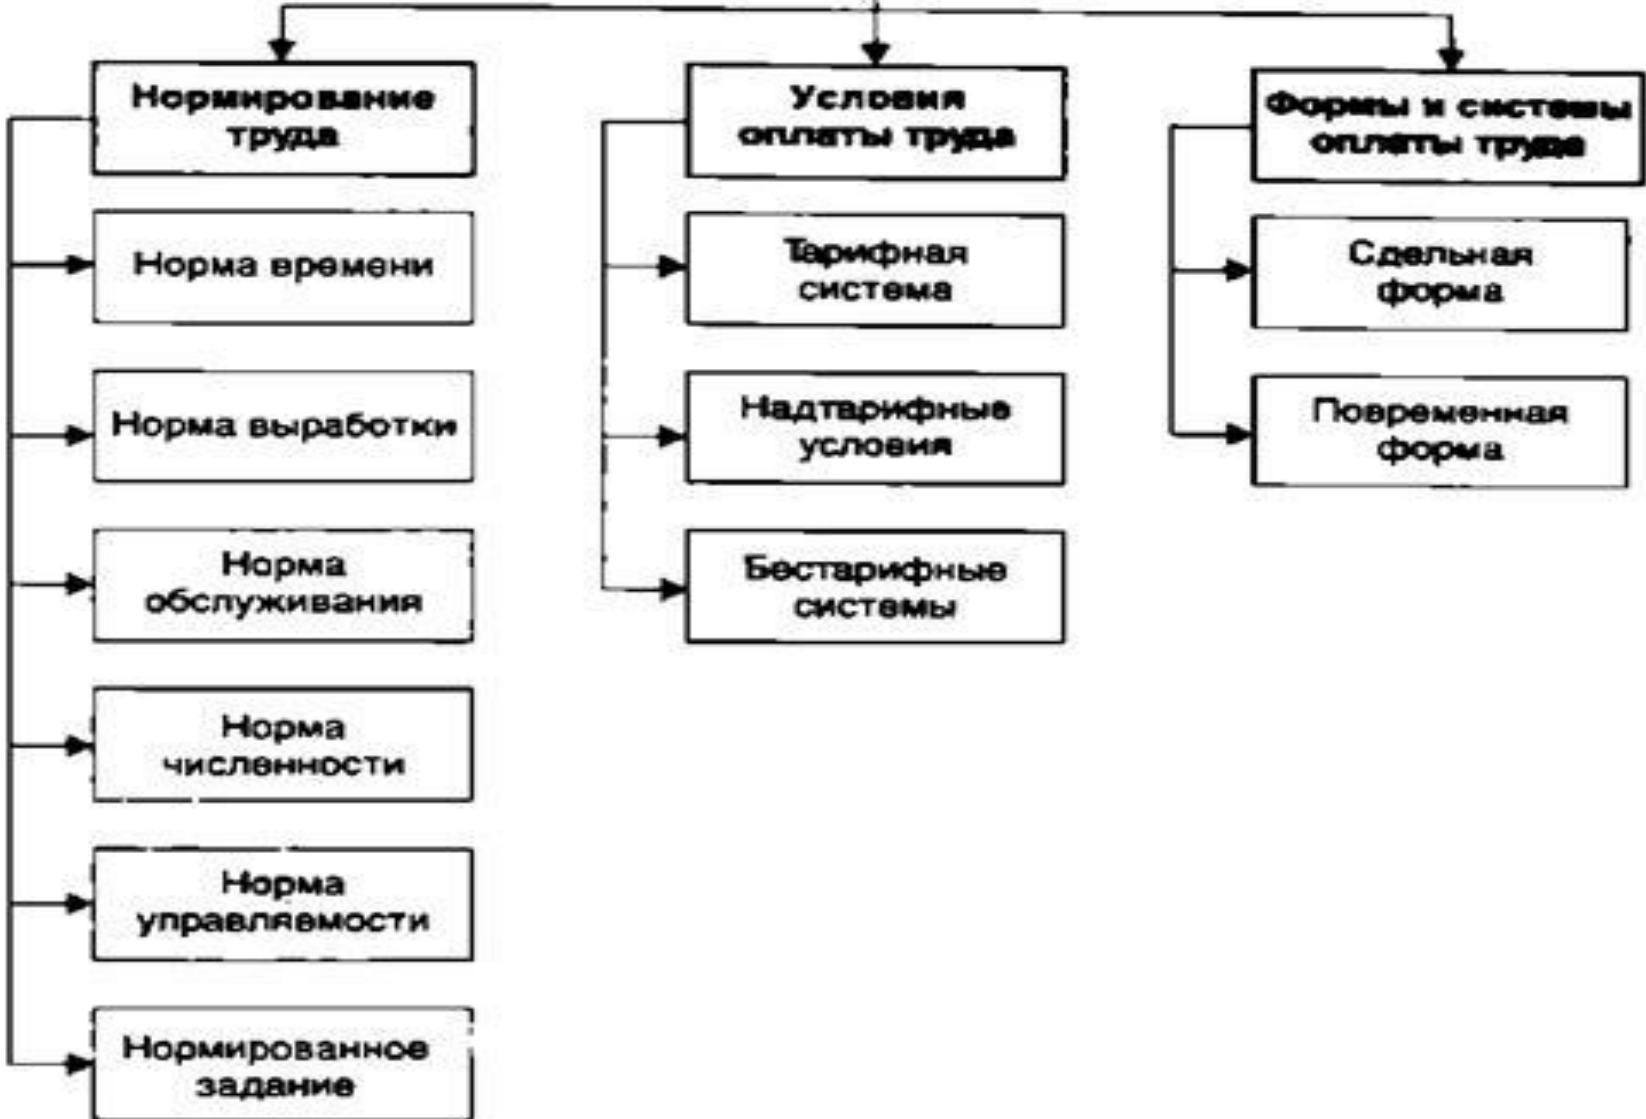 Нормирование
труда
Норма времени
Норма выработки
Норма
обслуживания
Норма
численности
Норма
управляемости
Нормированное
задание
Условия
оплаты труда
Тарифная
система
Надтарифные
условия
Бестарифные
системы
Формы и системы
оплаты труда
Сдельная
форма
Повременная
форма